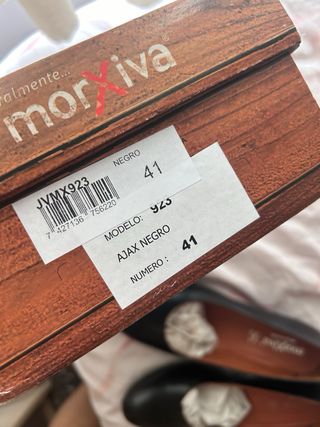 almente...
morXiva
JVMX923
NEGRO
41
7 427136 756220
MODELO: 923
AJAX NEGRO
NUMERO : 41